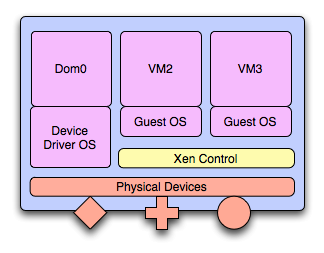 Dom0
VM2
VM3
Device
Driver OS
Guest OS
Guest OS
Xen Control
Physical Devices